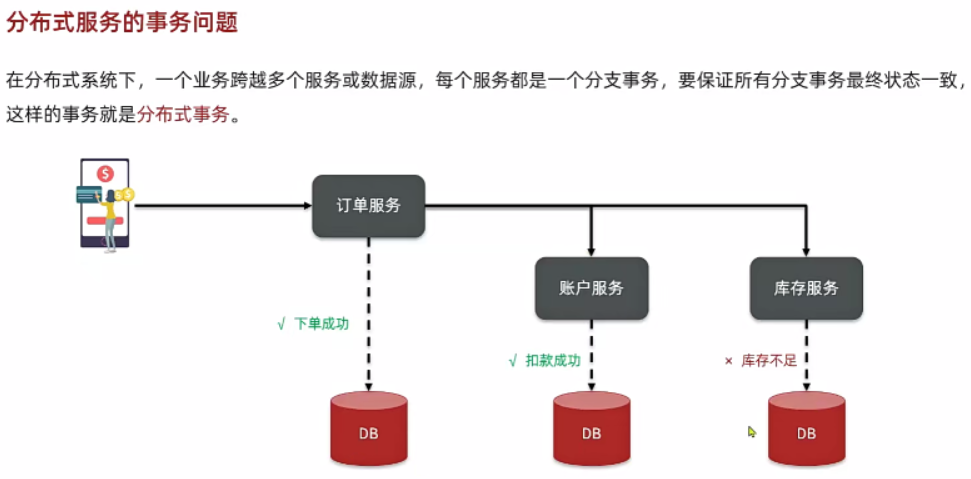 分布式服务的事务问题
在分布式系统下，一个业务跨越多个服务或数据源，每个服务都是一个分支事务，要保证所有分支事务最终状态一致，
这样的事务就是分布式事务。
$
$
订单服务
账户服务
库存服务
√ 下单成功
√ 扣款成功
× 库存不足
DB
DB
DB